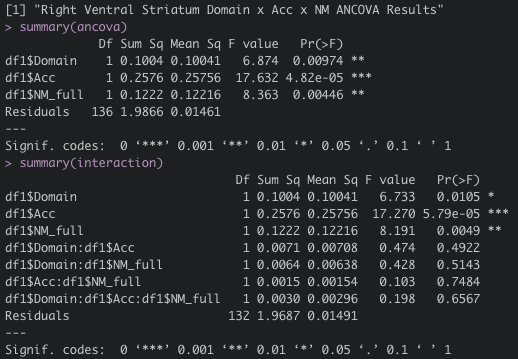 [1] "Right Ventral Striatum Domain x Acc x NM ANCOVA Results"
> summary(ancova)
Df Sum Sq Mean Sq F value Pr(>F)
df1$Domain 1 0.1004 0.10041 6.874 0.00974 **
df1$Acc 1 0.2576 0.25756 17.632 4.82e-05 ***
df1$NM_full 1 0.1222 0.12216 8.363 0.00446 **
Residuals 136 1.9866 0.01461
---
Signif. codes: 0 ‘***’ 0.001 ‘**’ 0.01 ‘*’ 0.05 ‘.’ 0.1 ‘ ’ 1
> summary(interaction)
Df Sum Sq Mean Sq F value Pr(>F)
df1$Domain 1 0.1004 0.10041 6.733 0.0105 *
df1$Acc 1 0.2576 0.25756 17.270 5.79e-05 ***
df1$NM_full 1 0.1222 0.12216 8.191 0.0049 **
df1$Domain:df1$Acc 1 0.0071 0.00708 0.474 0.4922
df1$Domain:df1$NM_full 1 0.0064 0.00638 0.428 0.5143
df1$Acc:df1$NM_full 1 0.0015 0.00154 0.103 0.7484
df1$Domain:df1$Acc:df1$NM_full 1 0.0030 0.00296 0.198 0.6567
Residuals 132 1.9687 0.01491
---
Signif. codes: 0 ‘***’ 0.001 ‘**’ 0.01 ‘*’ 0.05 ‘.’ 0.1 ‘ ’ 1